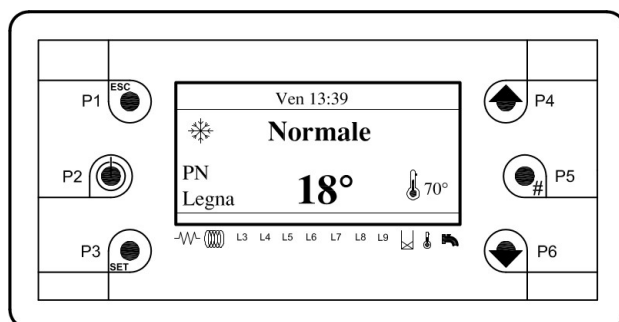 ESC
P1
Ven 13:39
P4
Normale
P2
PN
Legna
18°
70°
P5
#
L3 L4 L5 L6 L7 L8 L9
P3
SET
P6